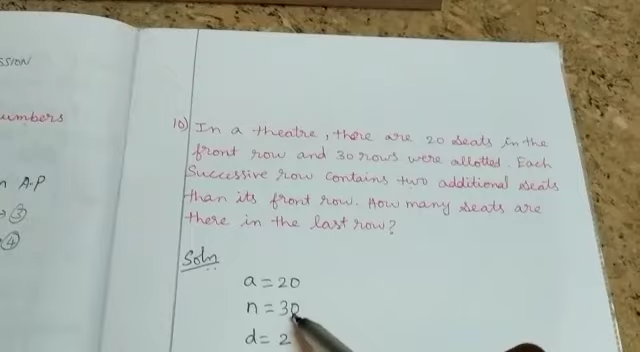 SSION
umbers
n A.P
③
④
10) In a theatre, there are 20 seats in the
front row and 30 rows were allotted. Each
Successive row contains two additional seats
than its front row. How many seats are
there in the last row?
Soln
a = 20
n = 30
d = 2